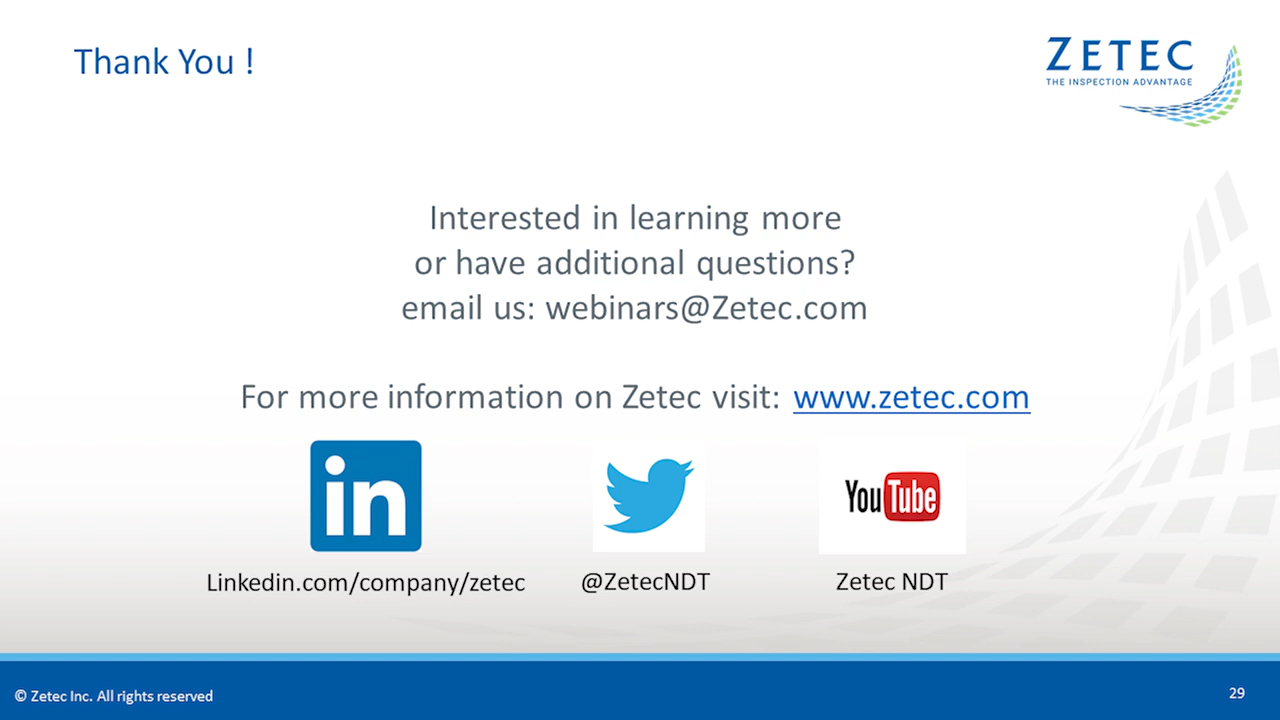 Thank You !
ZETEC
THE INSPECTION ADVANTAGE
Interested in learning more
or have additional questions?
email us: webinars@Zetec.com
For more information on Zetec visit: www.zetec.com
in
YouTube
Linkedin.com/company/zetec
@ZetecNDT
Zetec NDT
© Zetec Inc. All rights reserved
29